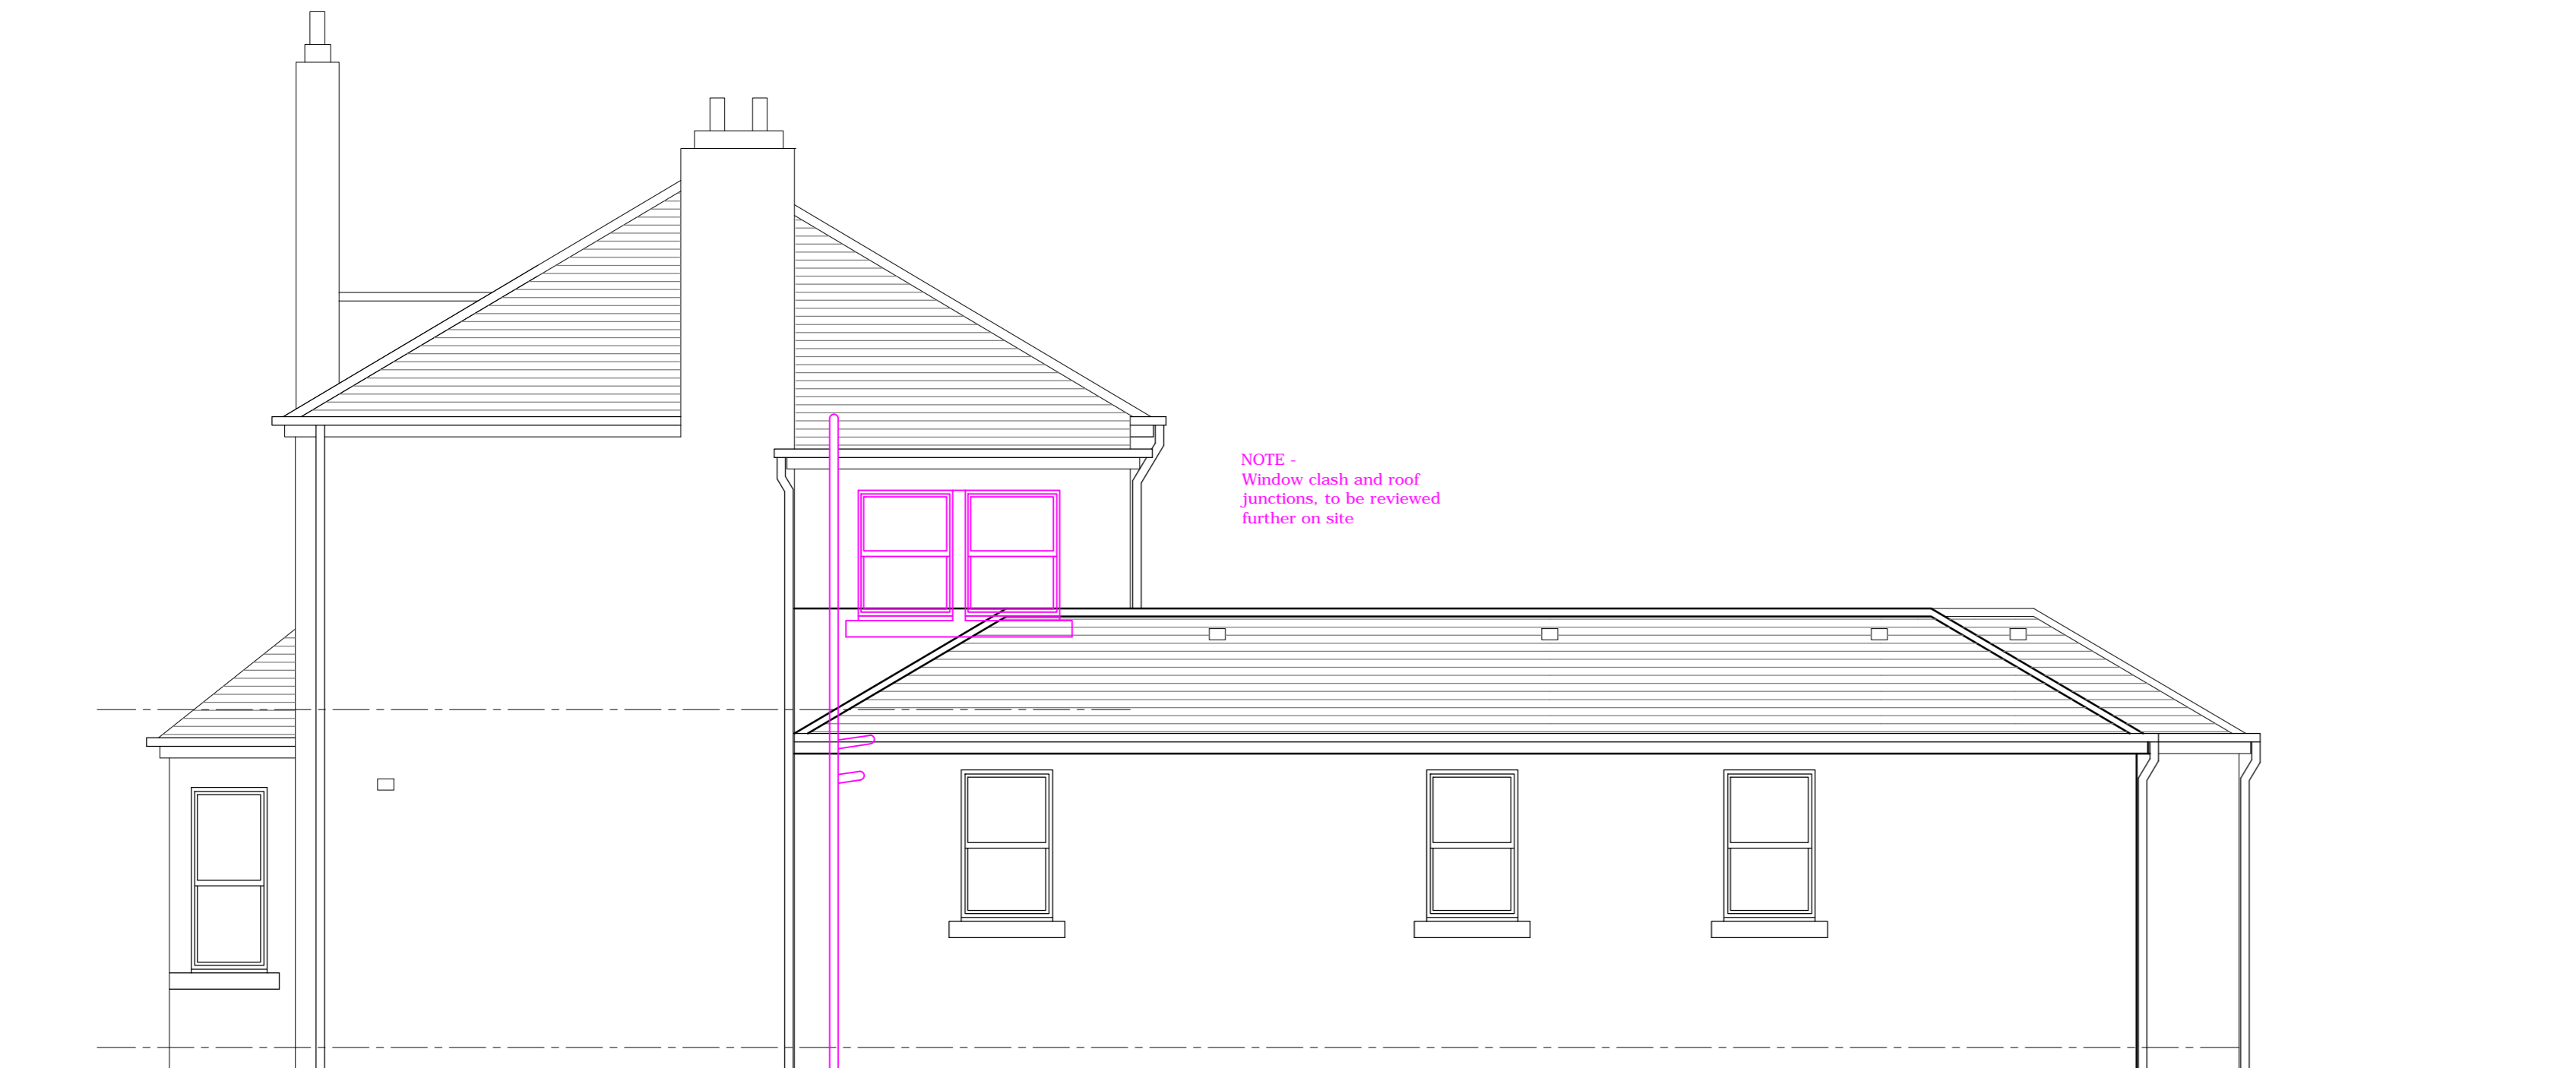 NOTE -
Window clash and roof
junctions, to be reviewed
further on site